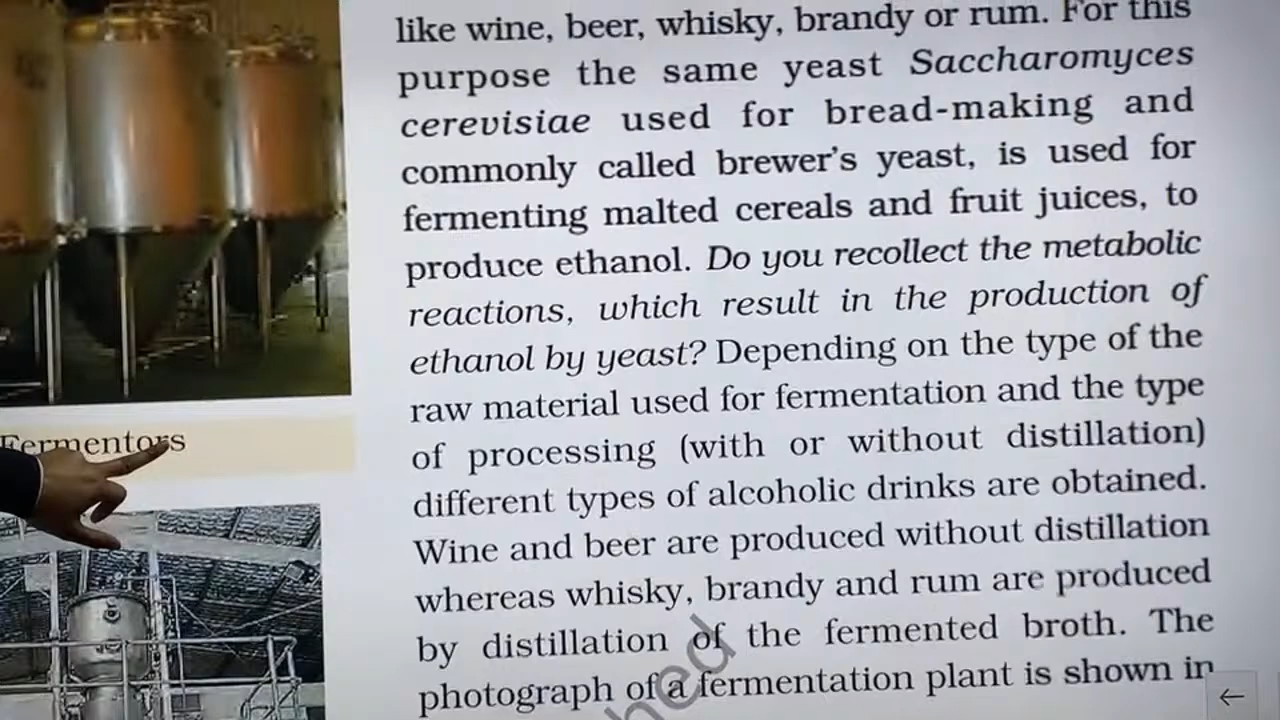 like wine, beer, whisky, brandy or rum. For this
purpose the same yeast Saccharomyces
cerevisiae used for bread-making and
commonly called brewer's yeast, is used for
fermenting malted cereals and fruit juices, to
produce ethanol. Do you recollect the metabolic
reactions, which result in the production of
ethanol by yeast? Depending on the type of the
raw material used for fermentation and the type
of processing (with or without distillation)
different types of alcoholic drinks are obtained.
Wine and beer are produced without distillation
whereas whisky, brandy and rum are produced
by distillation of the fermented broth. The
photograph of a fermentation plant is shown in
Fermentors
hed